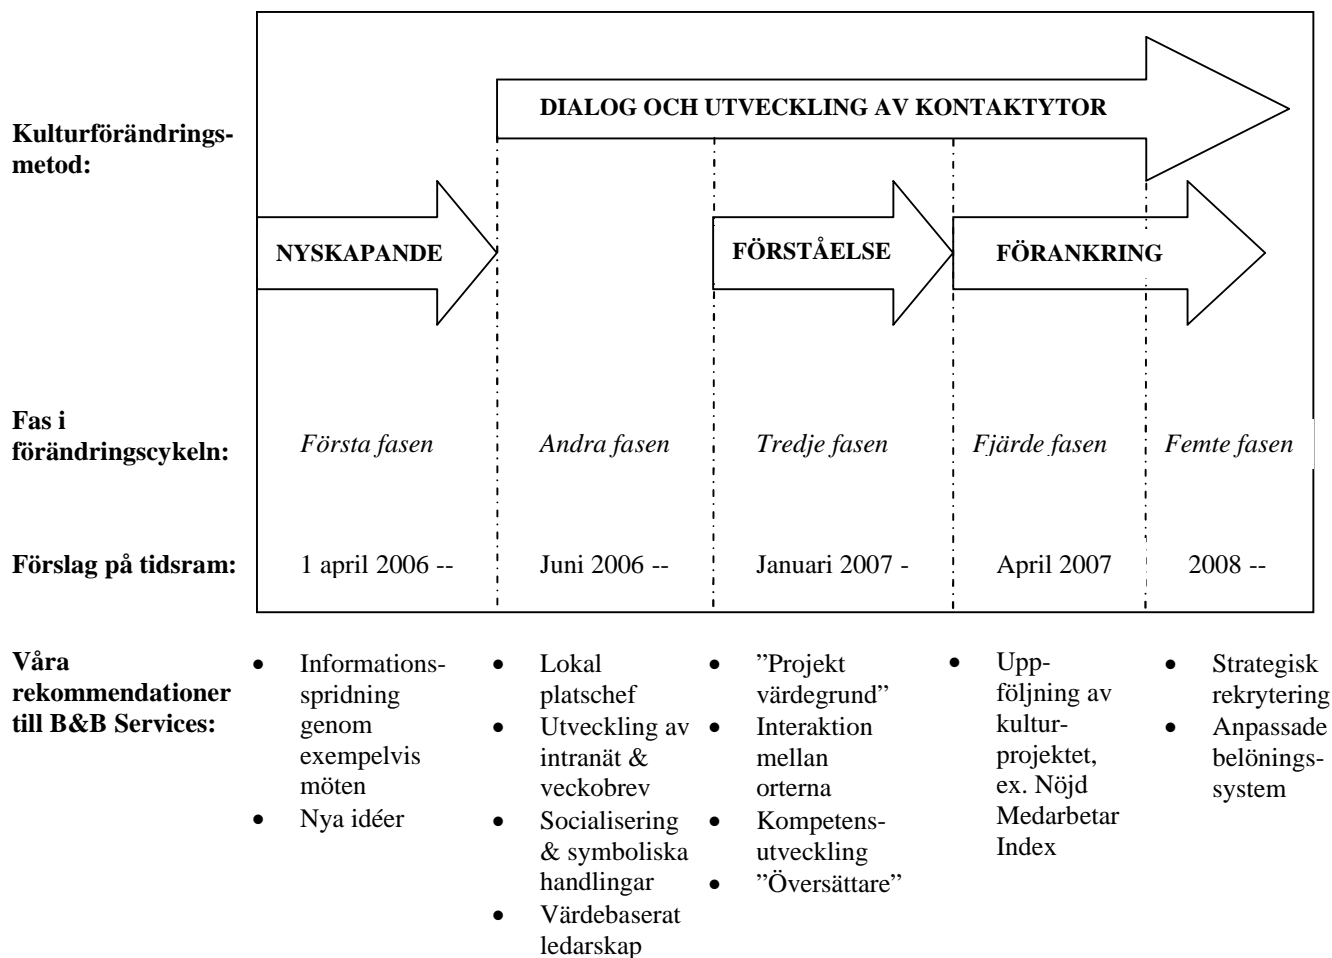 DIALOG OCH UTVECKLING AV KONTAKTYTOR
Kulturförändrings-
metod:
NYSKAPANDE
FÖRSTÅELSE
FÖRANKRING
Fas i
förändringscykeln:
Första fasen
Andra fasen
Tredje fasen
Fjärde fasen
Femte fasen
Förslag på tidsram:
1 april 2006 --
Juni 2006 --
Januari 2007 -
April 2007
2008 --
Våra
rekommendationer
till B&B Services:
• Informations-
spridning
genom
exempelvis
möten
• Nya idéer
• Lokal
platschef
• Utveckling av
intranät &
veckobrev
• Socialisering
& symboliska
handlingar
• Värdebaserat
ledarskap
• ”Projekt
värdegrund”
• Interaktion
mellan
orterna
• Kompetens-
utveckling
• ”Översättare”
• Upp-
följning av
kultur-
projektet,
ex. Nöjd
Medarbetar
Index
• Strategisk
rekrytering
• Anpassade
belönings-
system